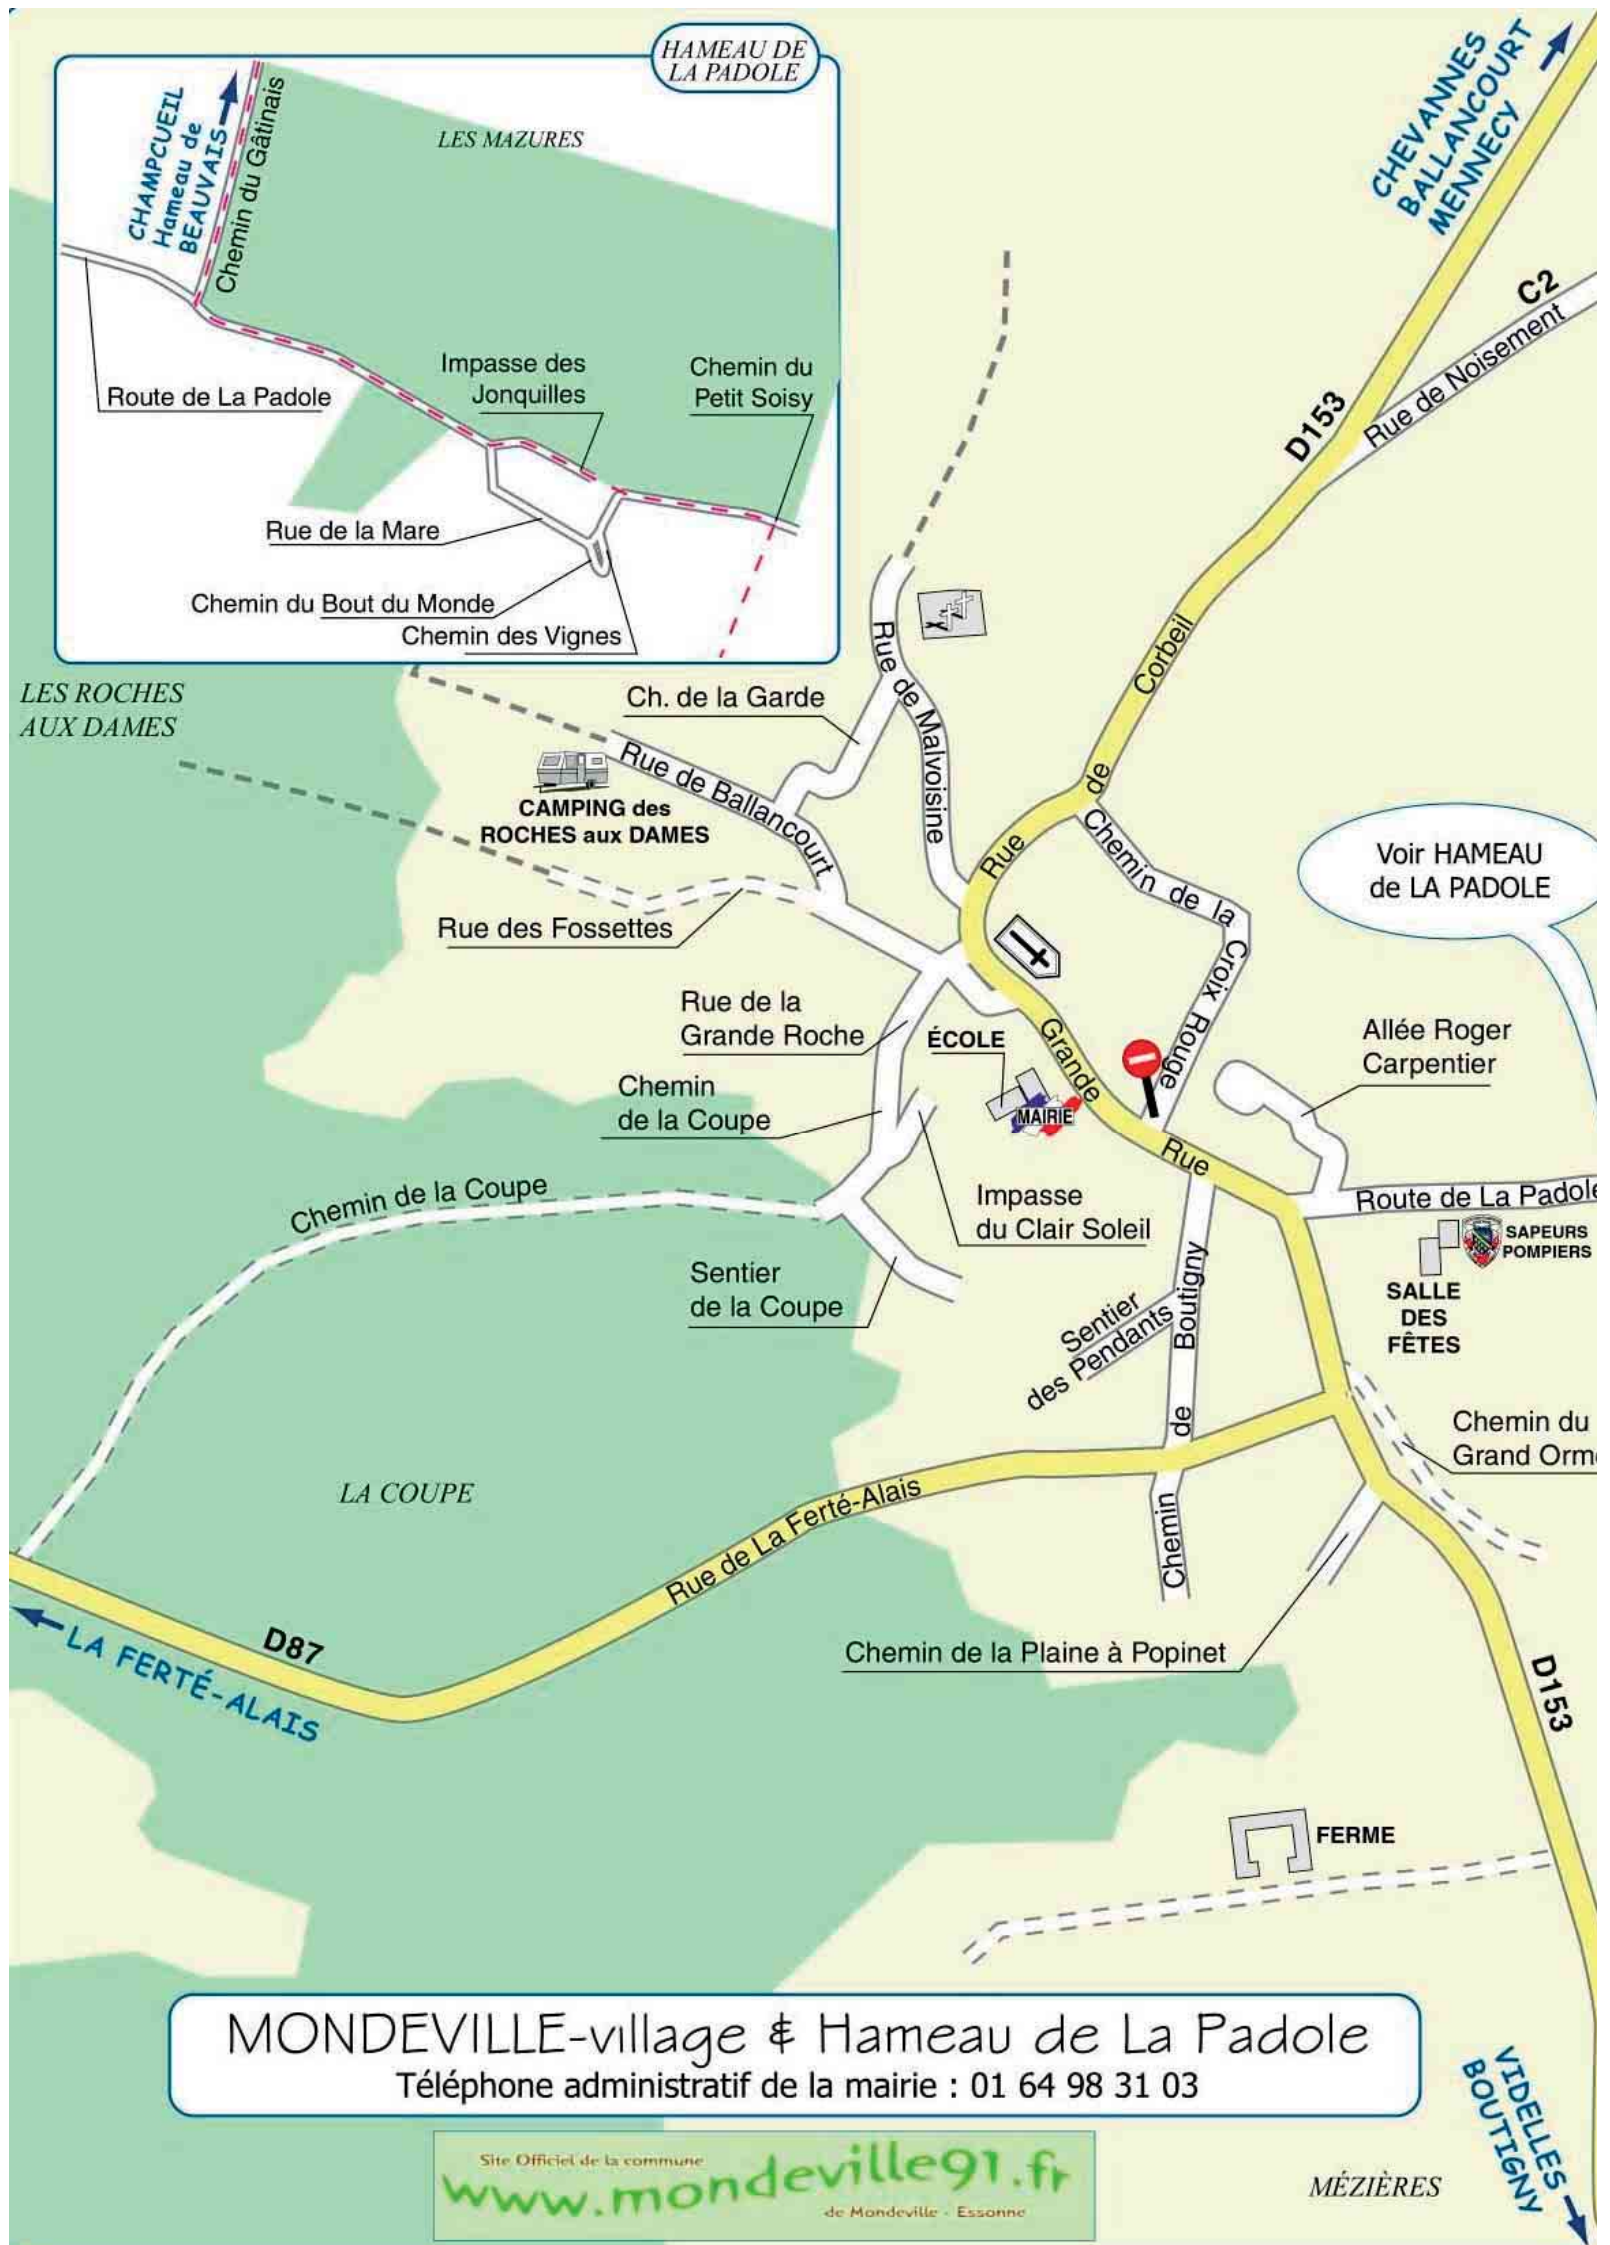 HAMEAU DE
LA PADOLE
LES MAZURES
CHAMPCUEIL
Hameau de
BEAUVAIS
Chemin du Gâtinais
Route de La Padole
Impasse des
Jonquilles
Chemin du
Petit Soisy
Rue de la Mare
Chemin du Bout du Monde
Chemin des Vignes
CHEVANNES
BALLANCOURT
MENNECY
C2
Rue de Noisement
D153
LES ROCHES
AUX DAMES
Ch. de la Garde
Rue de Malvoisine
Rue de Corbeil
Rue de Ballancourt
CAMPING des
ROCHES aux DAMES
Chemin de la Croix Rouge
Voir HAMEAU
de LA PADOLE
Rue des Fossettes
Rue de la
Grande Roche
ÉCOLE
MAIRIE
Grande Rue
Allée Roger
Carpentier
Chemin
de la Coupe
Chemin de la Coupe
Impasse
du Clair Soleil
Route de La Padole
SAPEURS
POMPIERS
SALLE
DES
FÊTES
Sentier
de la Coupe
Sentier
des Pendants
Chemin de Boutigny
Chemin du
Grand Orme
LA COUPE
Rue de La Ferté-Alais
D87
LA FERTÉ-ALAIS
Chemin de la Plaine à Popinet
D153
FERME
MONDEVILLE-village & Hameau de La Padole
Téléphone administratif de la mairie : 01 64 98 31 03
Site Officiel de la commune
www.mondeville91.fr
de Mondeville - Essonne
MÉZIÈRES
VIDELLES
BOUTIGNY